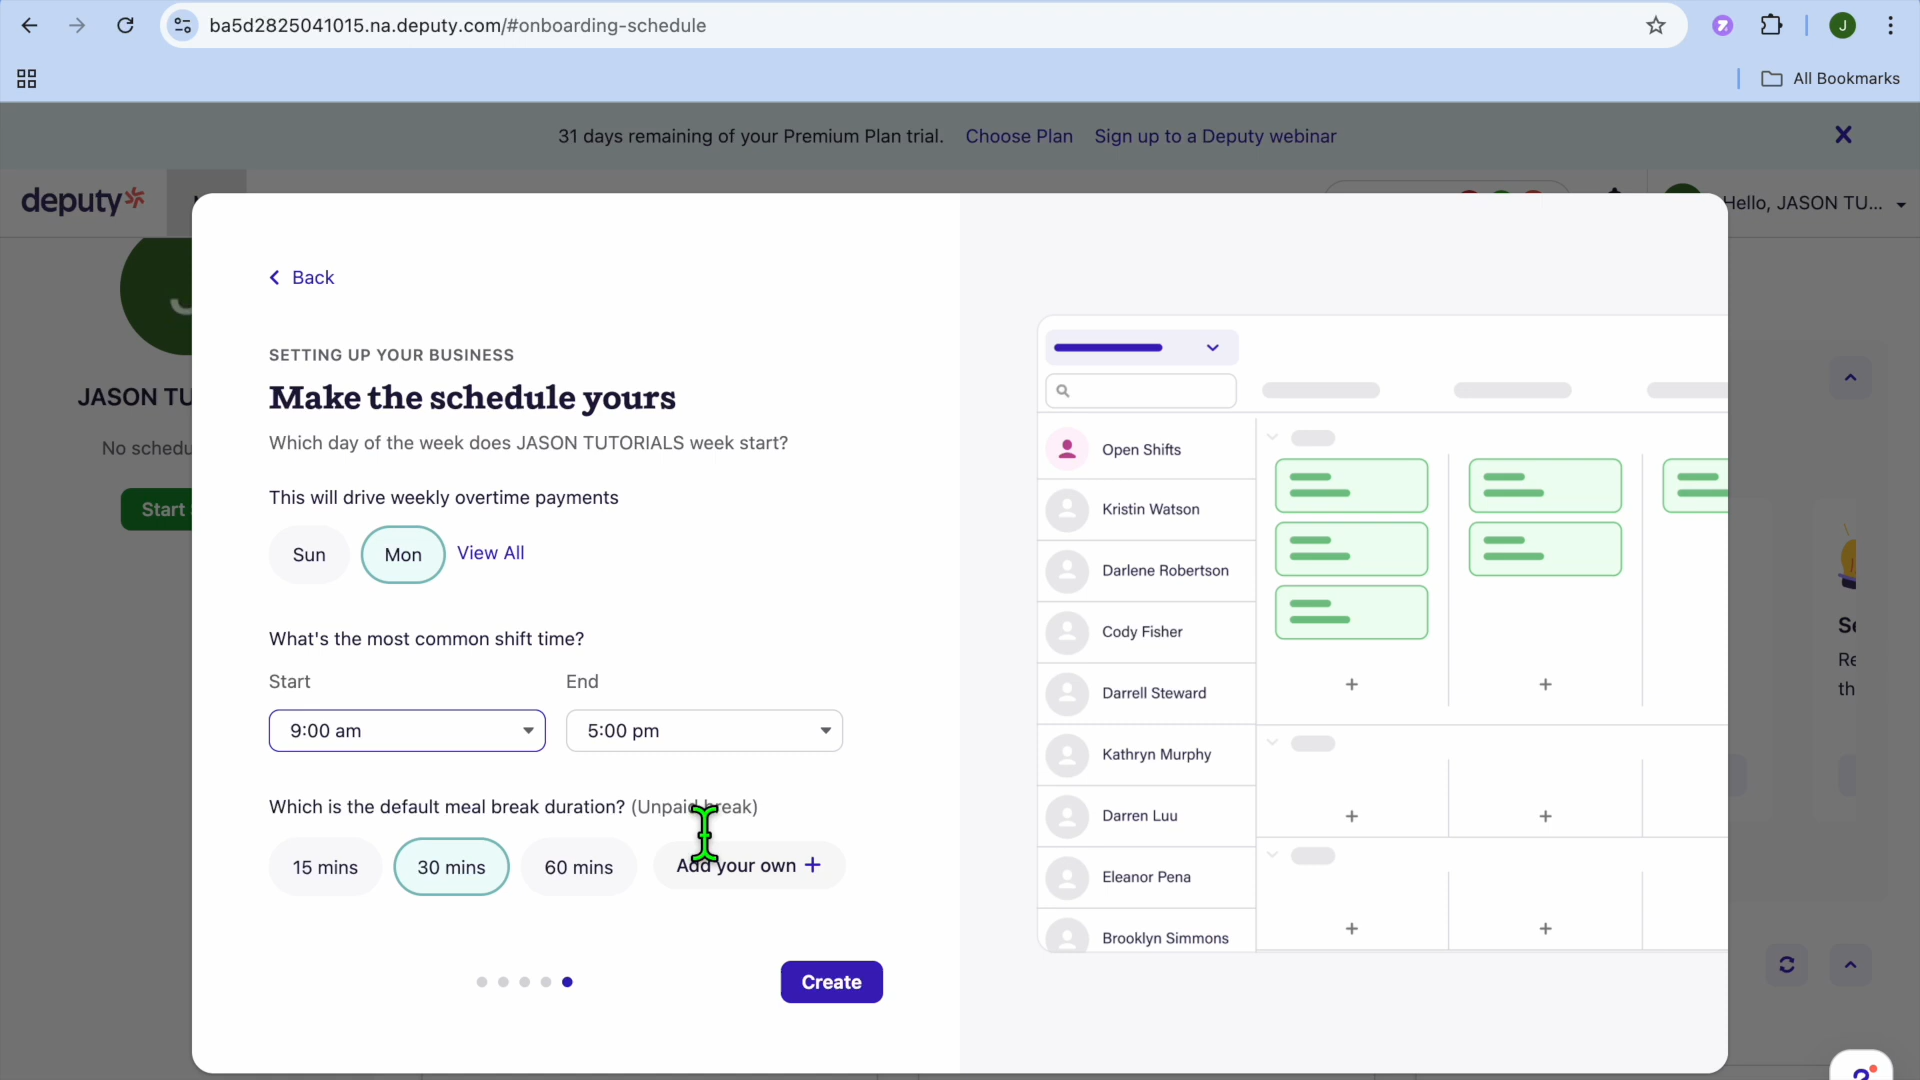 ba5d2825041015.na.deputy.com/#onboarding-schedule
J
All Bookmarks
31 days remaining of your Premium Plan trial. Choose Plan Sign up to a Deputy webinar
deputy
Hello, JASON TU...
JASON TU
No schedu
Start
Back
SETTING UP YOUR BUSINESS
Make the schedule yours
Which day of the week does JASON TUTORIALS week start?
This will drive weekly overtime payments
Sun Mon View All
What's the most common shift time?
Start End
9:00 am 5:00 pm
Which is the default meal break duration? (Unpaid break)
15 mins 30 mins 60 mins Add your own +
Create
Open Shifts
Kristin Watson
Darlene Robertson
Cody Fisher
Darrell Steward
Kathryn Murphy
Darren Luu
Eleanor Pena
Brooklyn Simmons
Se
Re
th